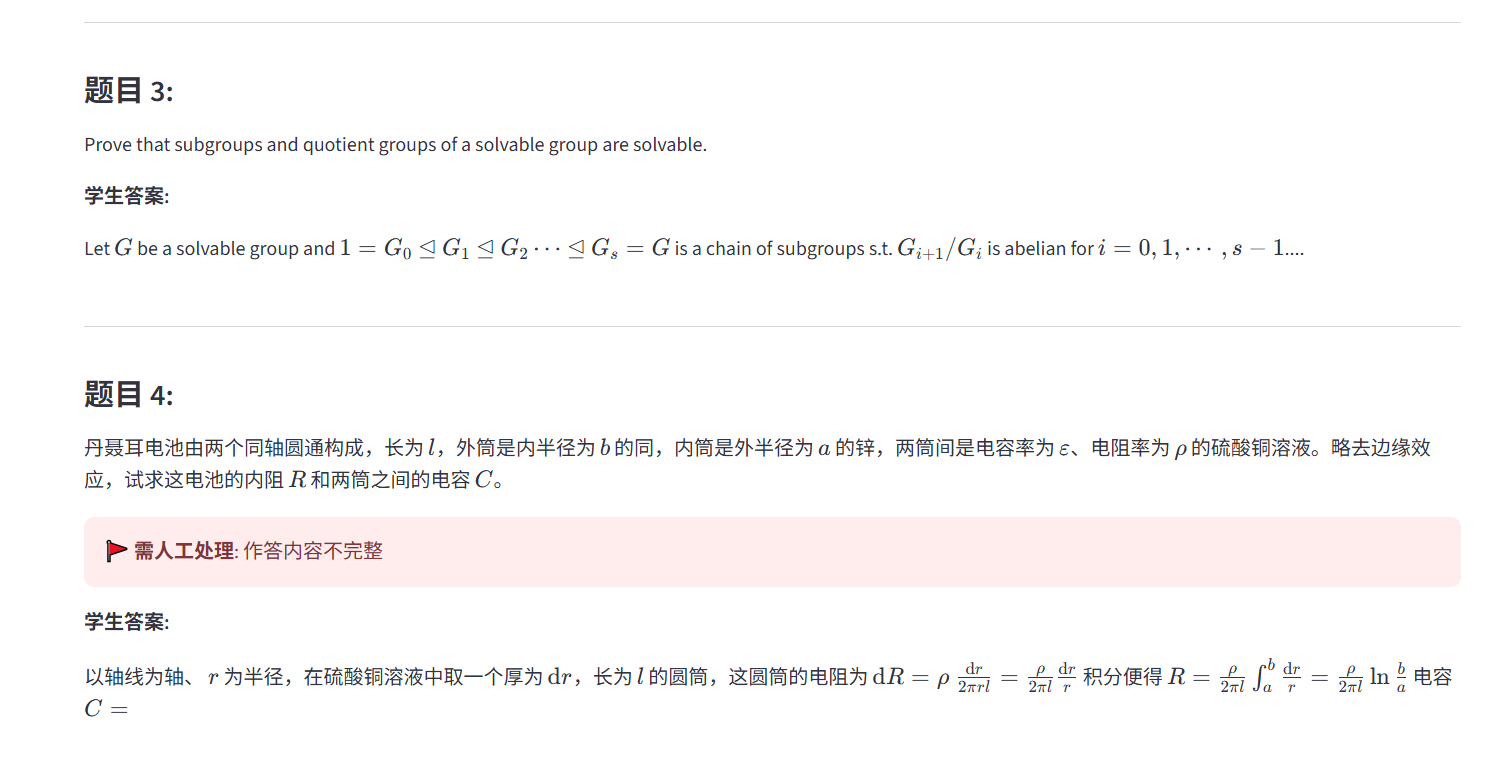 题目 3:
Prove that subgroups and quotient groups of a solvable group are solvable.
学生答案:
Let $G$ be a solvable group and $1 = G_0 \trianglelefteq G_1 \trianglelefteq G_2 \cdots \trianglelefteq G_s = G$ is a chain of subgroups s.t. $G_{i+1}/G_i$ is abelian for $i = 0, 1, \cdots, s - 1$....
题目 4:
丹聂耳电池由两个同轴圆通构成，长为 $l$，外筒是内半径为 $b$ 的同，内筒是外半径为 $a$ 的锌，两筒间是电容率为 $\varepsilon$、电阻率为 $\rho$ 的硫酸铜溶液。略去边缘效
应，试求这电池的内阻 $R$ 和两筒之间的电容 $C$。
🚩 需人工处理: 作答内容不完整
学生答案:
以轴线为轴、 $r$ 为半径，在硫酸铜溶液中取一个厚为 $\mathrm{d}r$，长为 $l$ 的圆筒，这圆筒的电阻为 $\mathrm{d}R = \rho \frac{\mathrm{d}r}{2\pi rl} = \frac{\rho}{2\pi l} \frac{\mathrm{d}r}{r}$ 积分便得 $R = \frac{\rho}{2\pi l} \int_a^b \frac{\mathrm{d}r}{r} = \frac{\rho}{2\pi l} \ln \frac{b}{a}$ 电容
$C =$